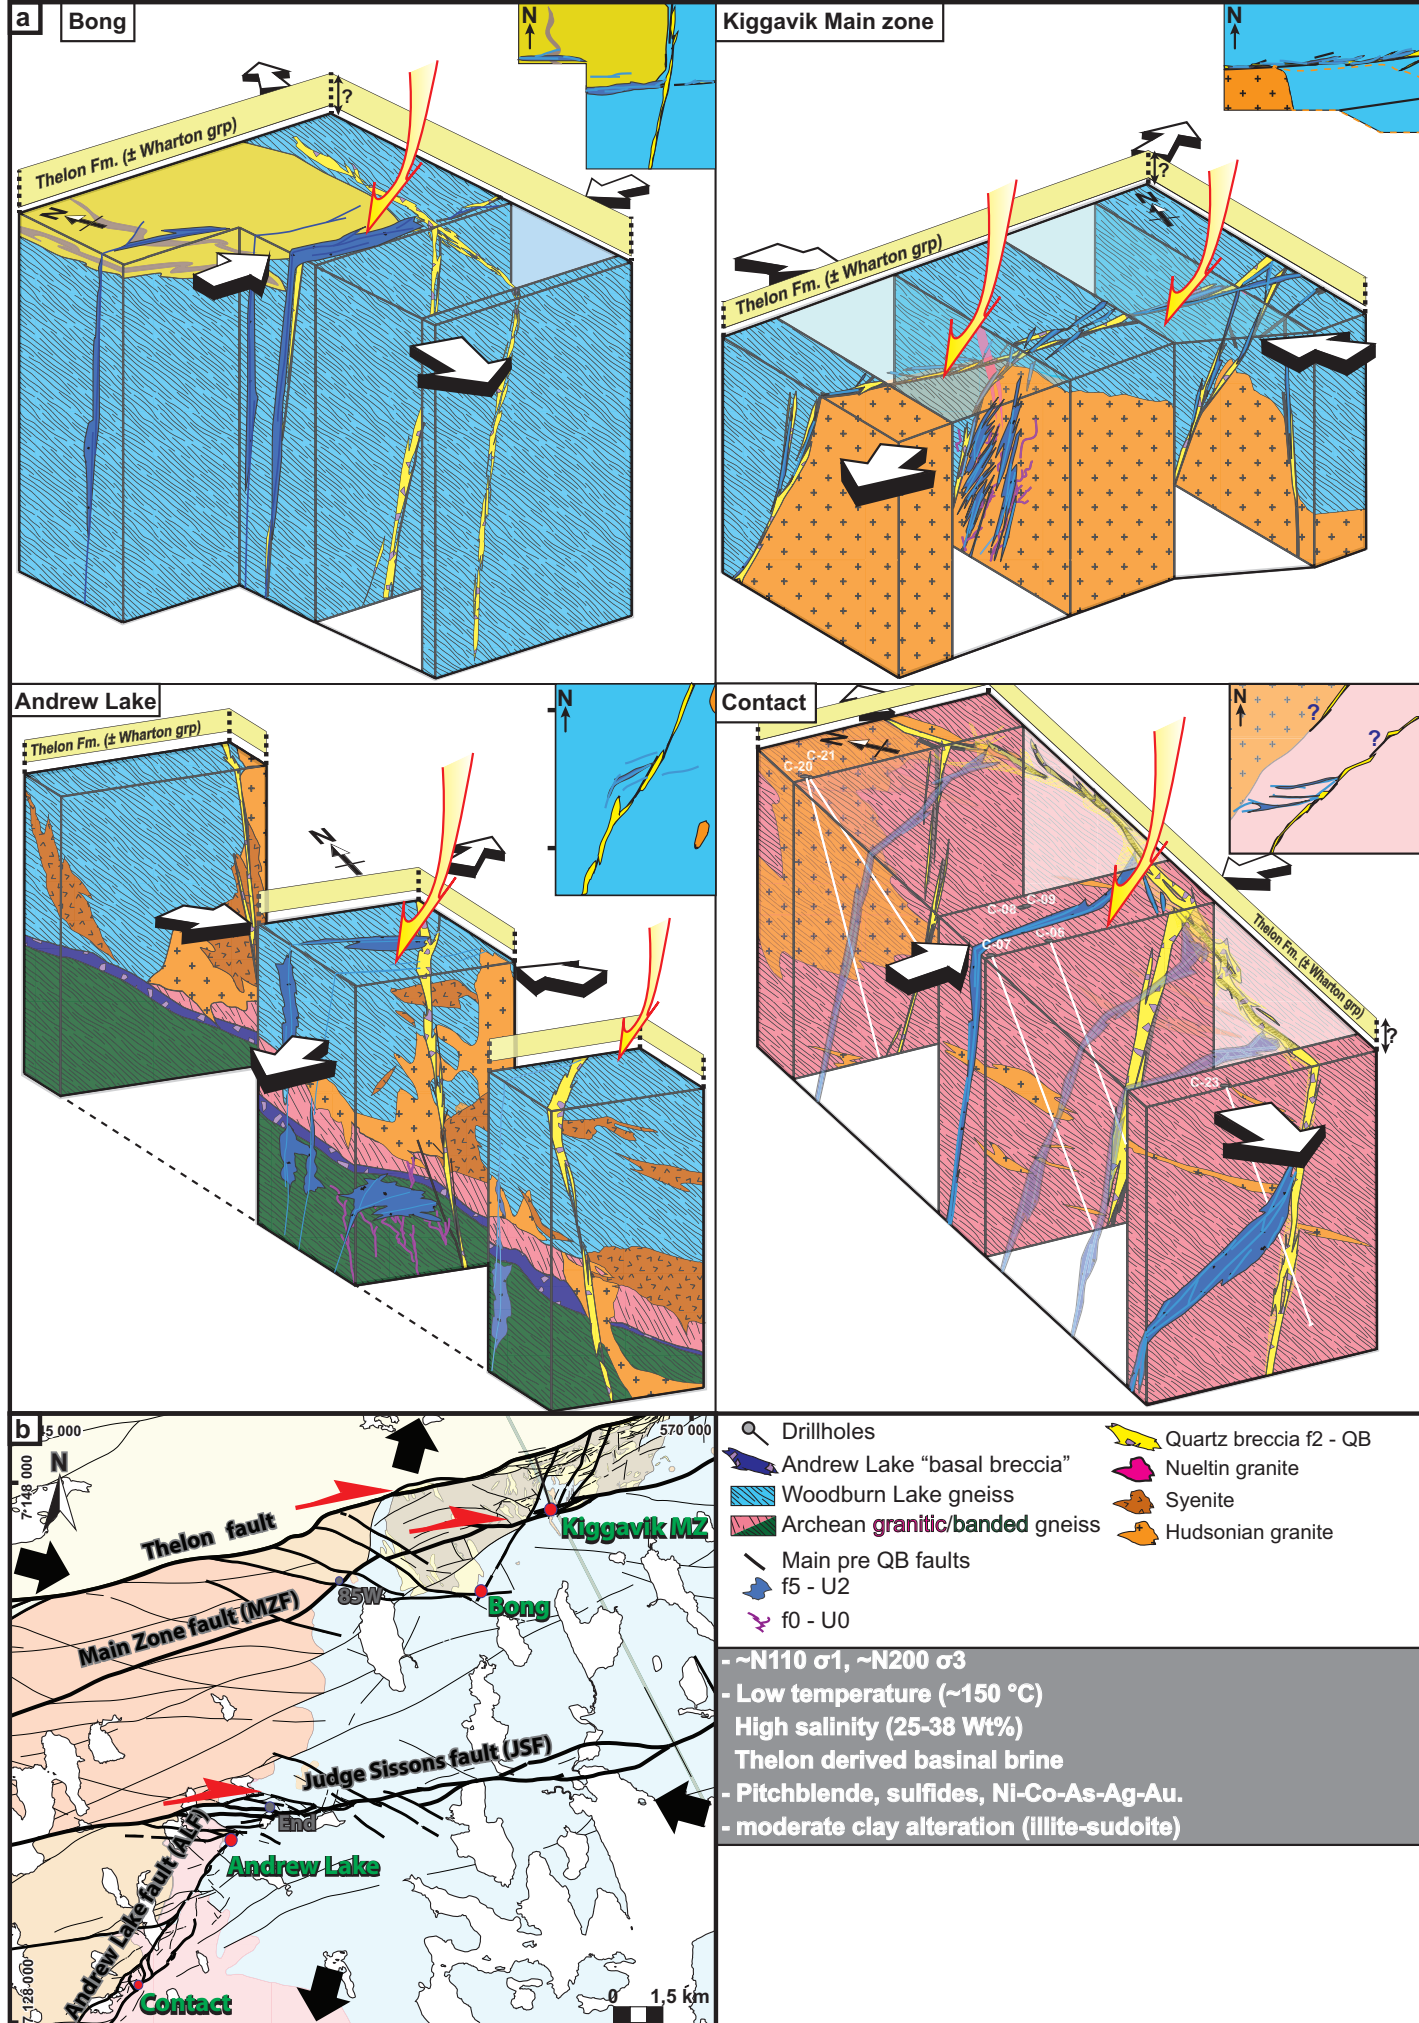 a
Bong
N
?
Thelon Fm. (± Wharton grp)
N
Kiggavik Main zone
N
?
N
Thelon Fm. (± Wharton grp)
Andrew Lake
N
Thelon Fm. (± Wharton grp)
N
Contact
N
?
?
N
C-21
C-20
C-09
C-08
C-05
C-07
C-23
Thelon Fm. (± Wharton grp)
?
b
45 000
570 000
N
7°148 000
Thelon fault
Kiggavik MZ
85W
Bong
Main Zone fault (MZF)
Judge Sissons fault (JSF)
End
Andrew Lake
Andrew Lake fault (ALF)
Contact
7 128-000
0 1,5 km
Drillholes
Andrew Lake “basal breccia”
Woodburn Lake gneiss
Archean granitic/banded gneiss
Main pre QB faults
f5 - U2
f0 - U0
Quartz breccia f2 - QB
Nueltin granite
Syenite
Hudsonian granite
- ~N110 σ1, ~N200 σ3
- Low temperature (~150 °C)
High salinity (25-38 Wt%)
Thelon derived basinal brine
- Pitchblende, sulfides, Ni-Co-As-Ag-Au.
- moderate clay alteration (illite-sudoite)